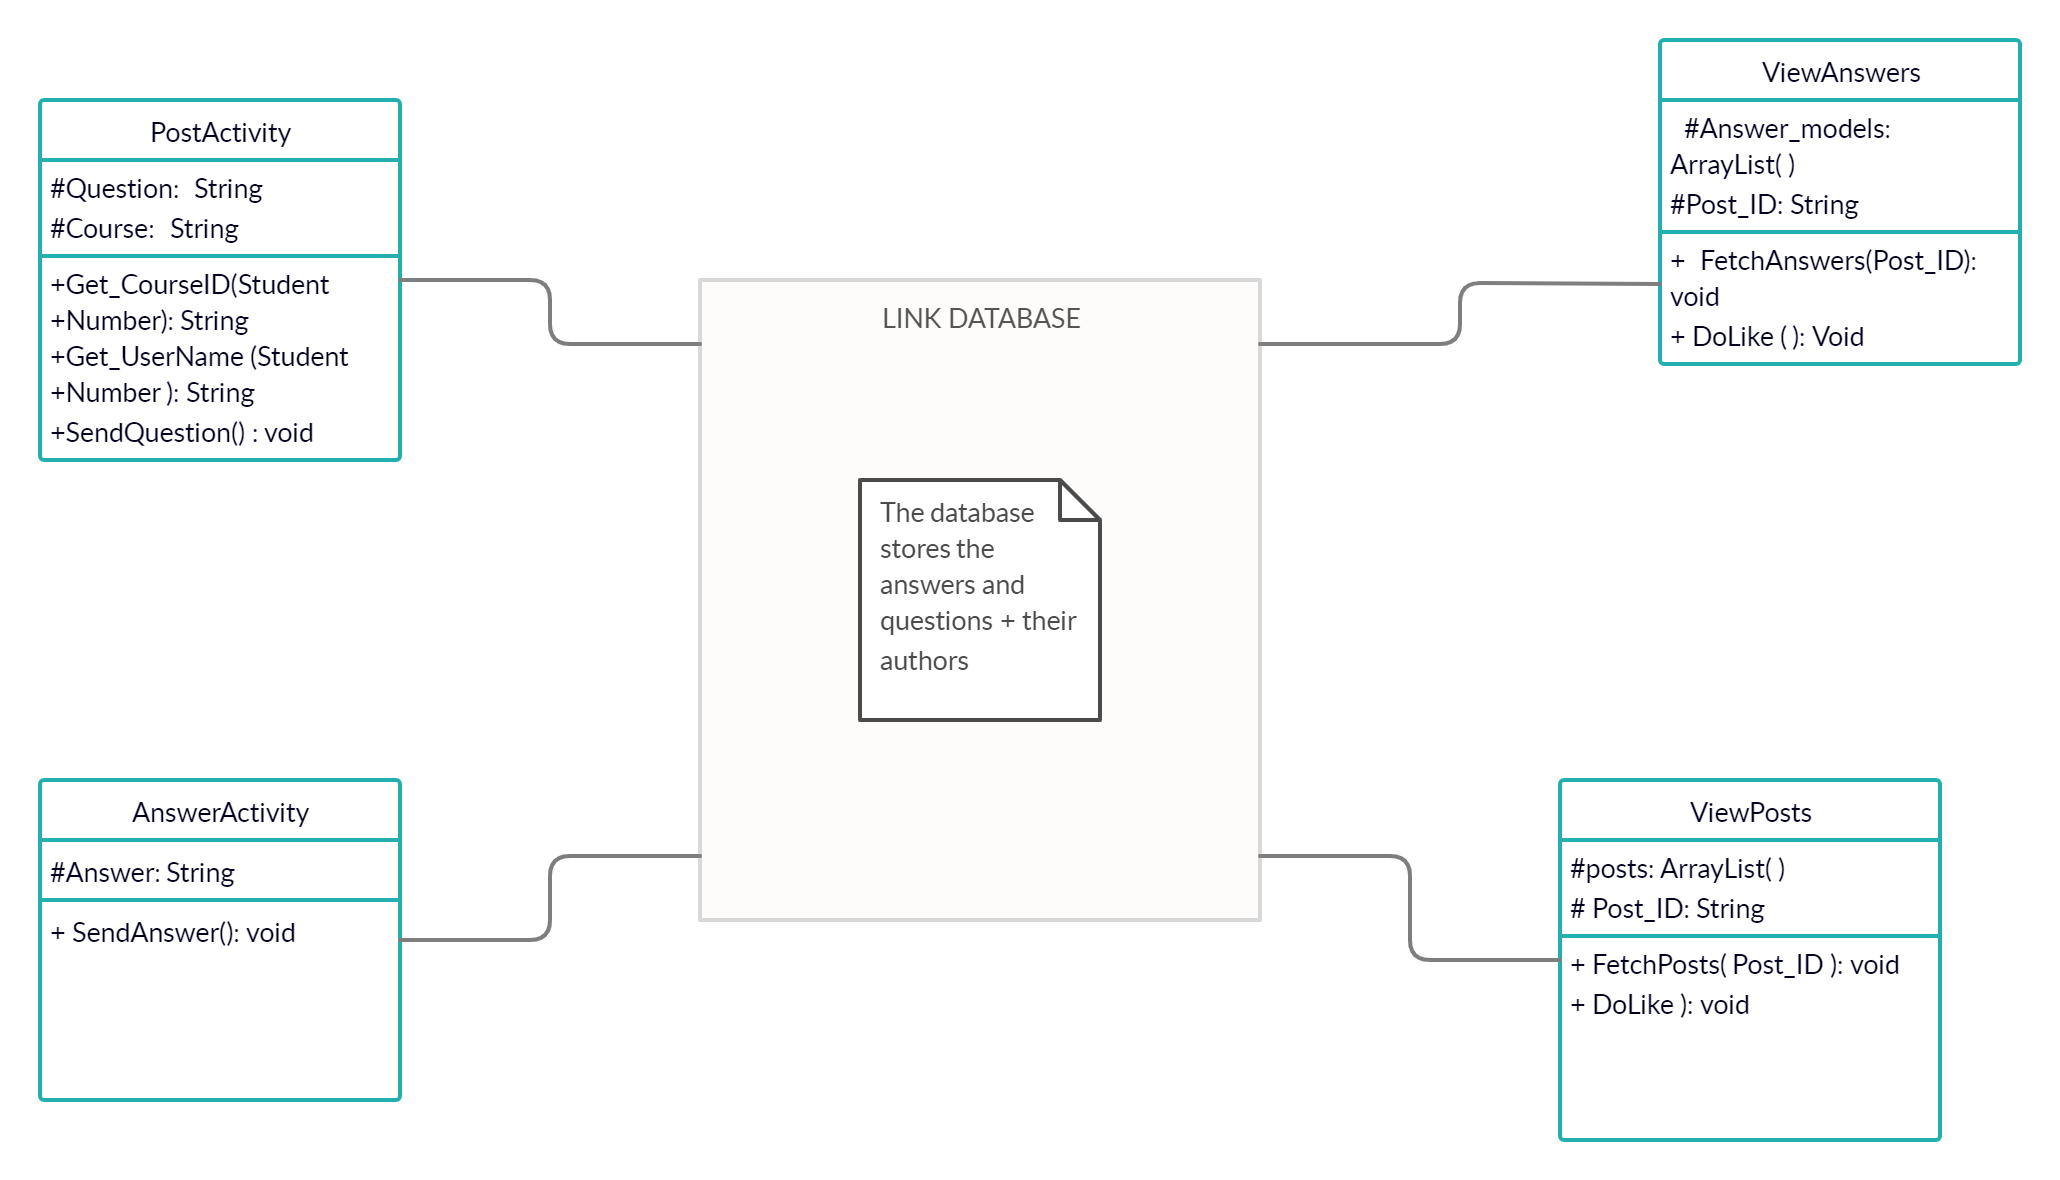 PostActivity
#Question:  String
#Course:  String
+Get_CourseID(Student
+Number): String
+Get_UserName (Student
+Number ): String
+SendQuestion() : void
LINK DATABASE
The database
stores the
answers and
questions + their
authors
ViewAnswers
#Answer_models:
ArrayList( )
#Post_ID: String
+  FetchAnswers(Post_ID):
void
+ DoLike ( ): Void
AnswerActivity
#Answer: String
+ SendAnswer(): void
ViewPosts
#posts: ArrayList( )
# Post_ID: String
+ FetchPosts( Post_ID ): void
+ DoLike ): void